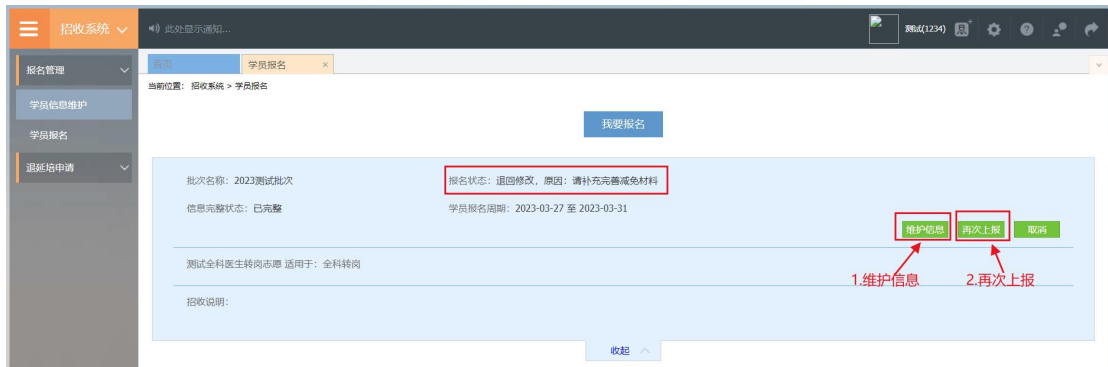 招收系统
此处显示通知...
测试(1234)
报名管理
学员信息维护
学员报名
退延培申请
首页
学员报名 ×
当前位置： 招收系统 > 学员报名
我要报名
批次名称：2023测试批次
报名状态：退回修改，原因：请补充完善减免材料
信息完整状态：已完整
学员报名周期：2023-03-27 至 2023-03-31
维护信息 再次上报 取消
1.维护信息 2.再次上报
测试全科医生转岗志愿 适用于：全科转岗
招收说明：
收起